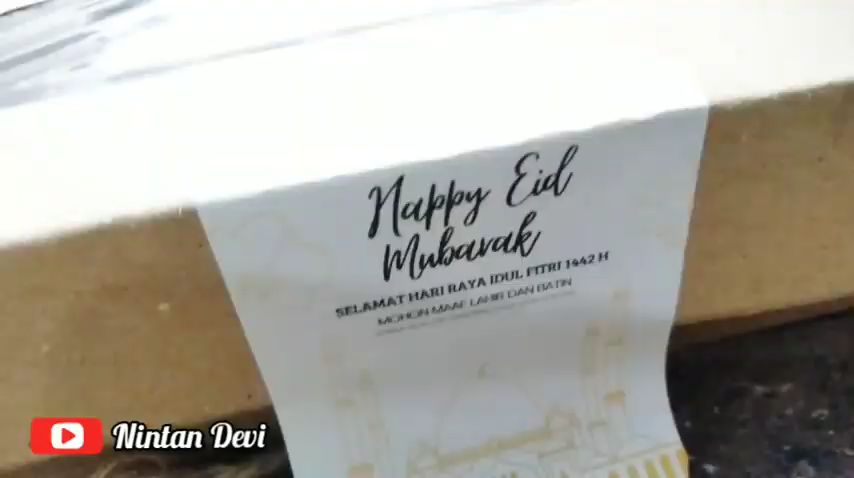 Happy Eid
Mubarak
SELAMAT HARI RAYA IDUL FITRI 1442 H
MOHON MAAF LAHIR DAN BATIN
Nintan Devi